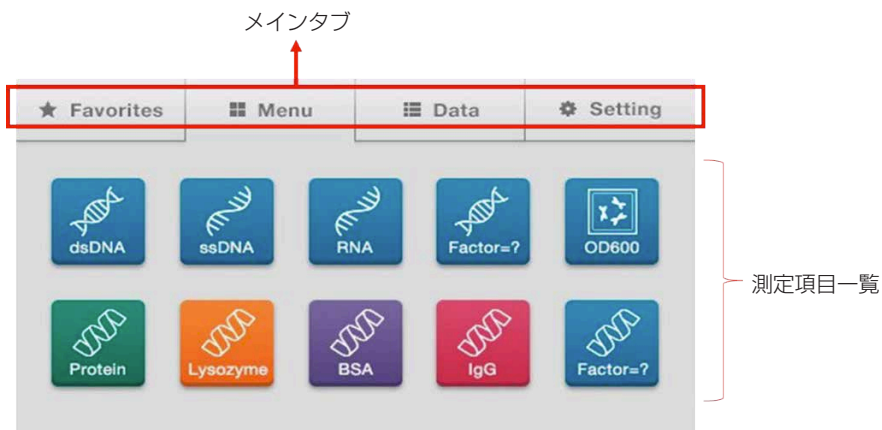 メインタブ
Favorites Menu Data Setting
dsDNA ssDNA RNA Factor=? OD600
測定項目一覧
Protein Lysozyme BSA IgG Factor=?